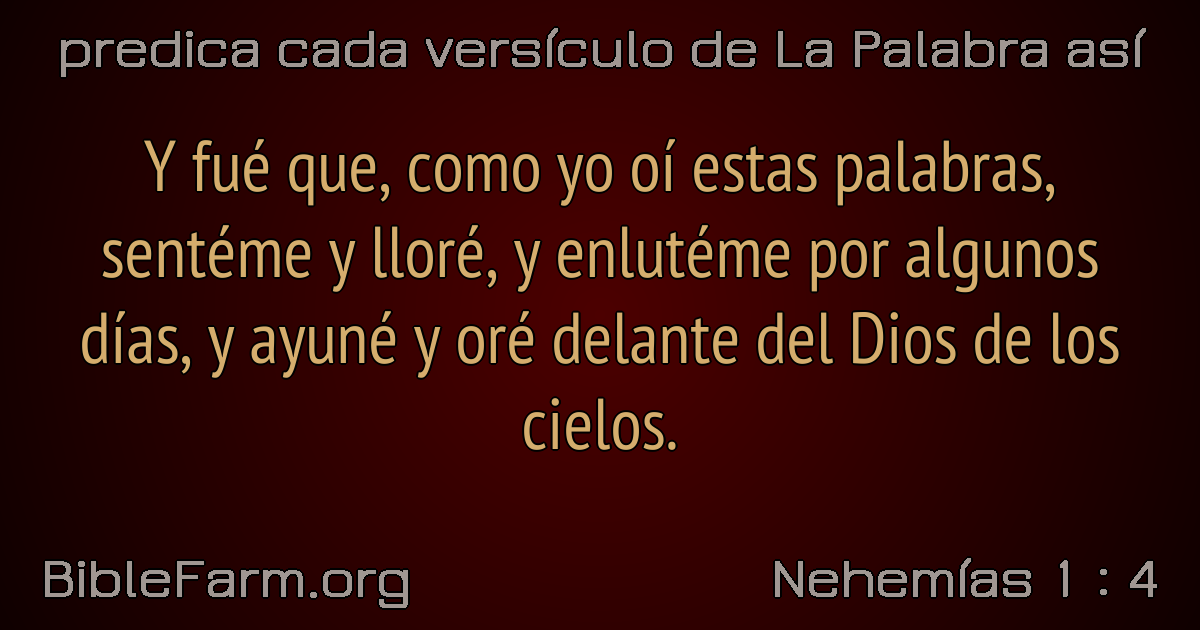 predica cada versículo de La Palabra así
Y fué que, como yo oí estas palabras,
sentéme y lloré, y enlutéme por algunos
días, y ayuné y oré delante del Dios de los
cielos.
BibleFarm.org
Nehemías 1 : 4